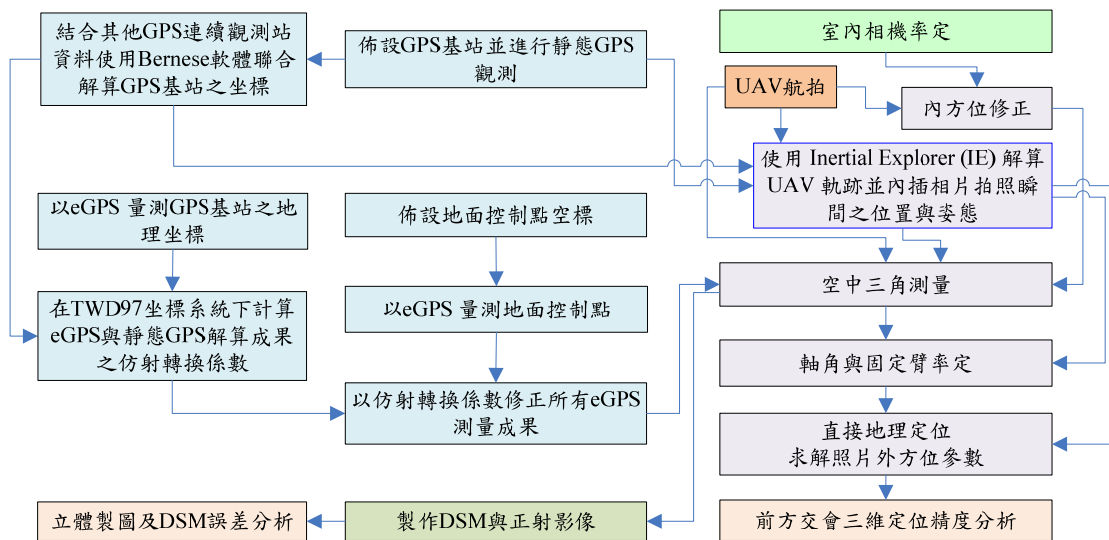 結合其他GPS連續觀測站
資料使用Bernese軟體聯合
解算GPS基站之坐標
佈設GPS基站並進行靜態GPS
觀測
室內相機率定
UAV航拍
內方位修正
使用 Inertial Explorer (IE) 解算
UAV 軌跡並內插相片拍照瞬
間之位置與姿態
以eGPS 量測GPS基站之地
理坐標
佈設地面控制點空標
空中三角測量
在TWD97坐標系統下計算
eGPS與靜態GPS解算成果
之仿射轉換係數
以eGPS 量測地面控制點
軸角與固定臂率定
以仿射轉換係數修正所有eGPS
測量成果
直接地理定位
求解照片外方位參數
立體製圖及DSM誤差分析
製作DSM與正射影像
前方交會三維定位精度分析